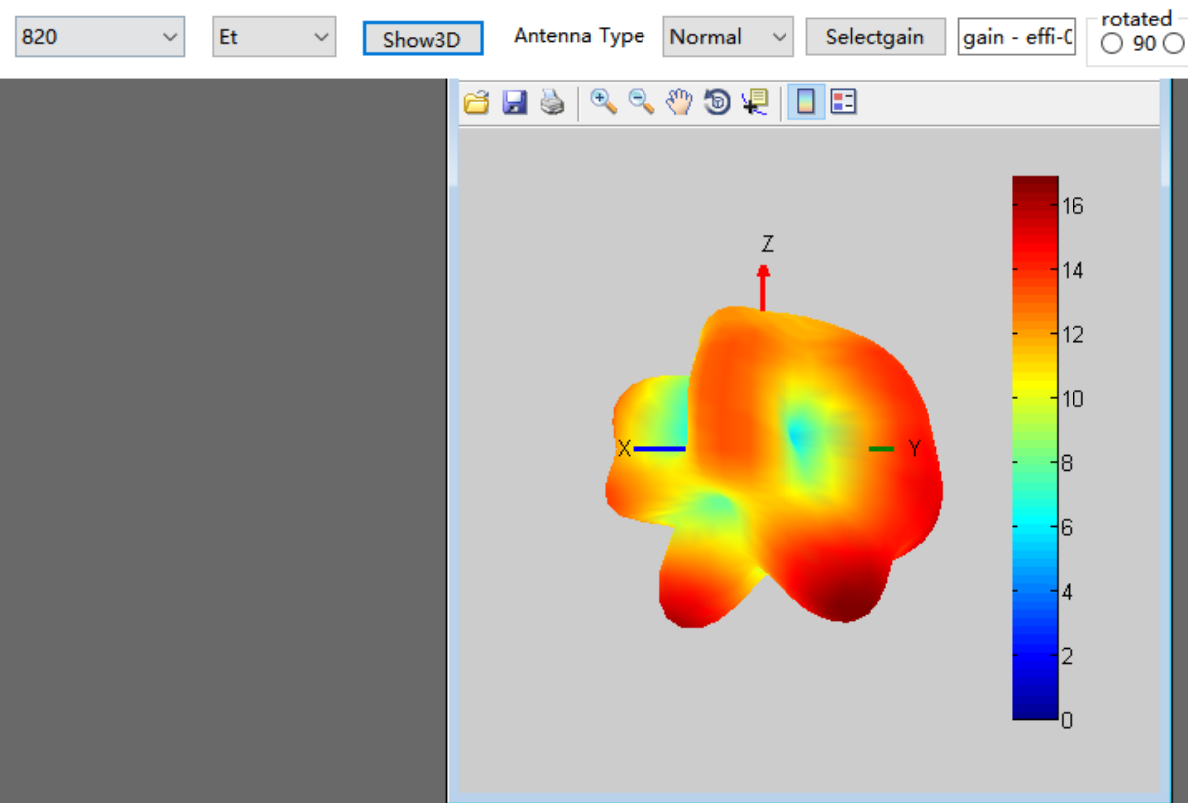 820
Et
Show3D
Antenna Type
Normal
Selectgain
gain - effi-
rotated
90
Z
X
Y
16
14
12
10
8
6
4
2
0